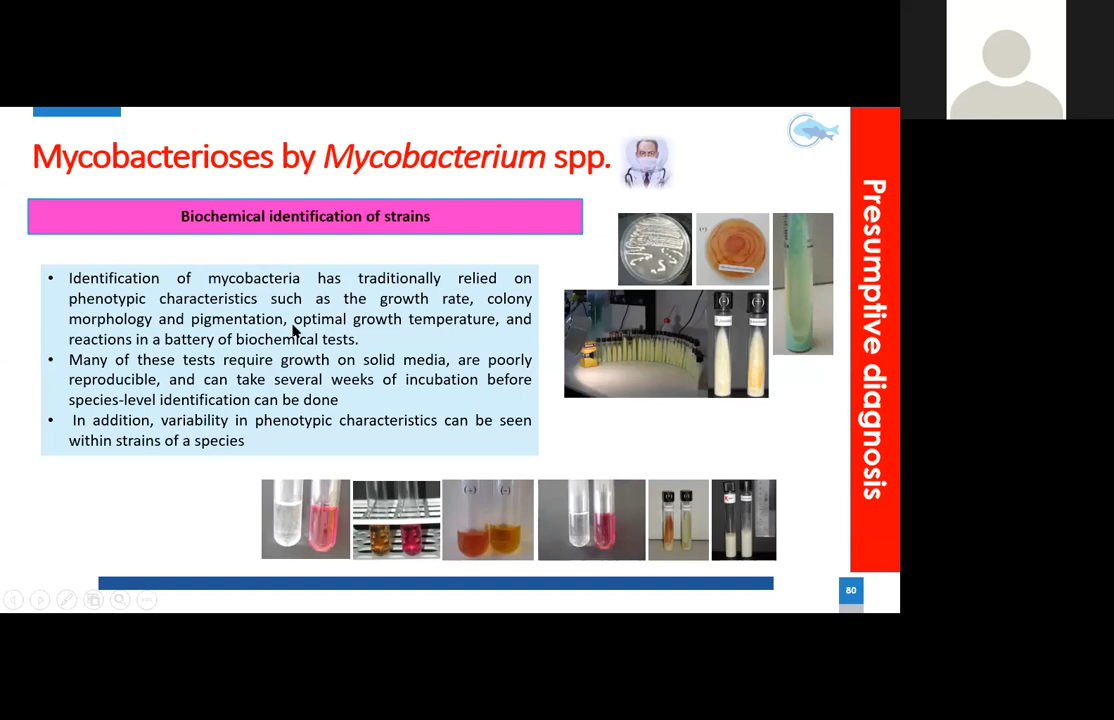 Mycobacterioses by Mycobacterium spp.
Biochemical identification of strains
• Identification of mycobacteria has traditionally relied on
phenotypic characteristics such as the growth rate, colony
morphology and pigmentation, optimal growth temperature, and
reactions in a battery of biochemical tests.
• Many of these tests require growth on solid media, are poorly
reproducible, and can take several weeks of incubation before
species-level identification can be done
• In addition, variability in phenotypic characteristics can be seen
within strains of a species
(+) (-)
Presumptive diagnosis
80